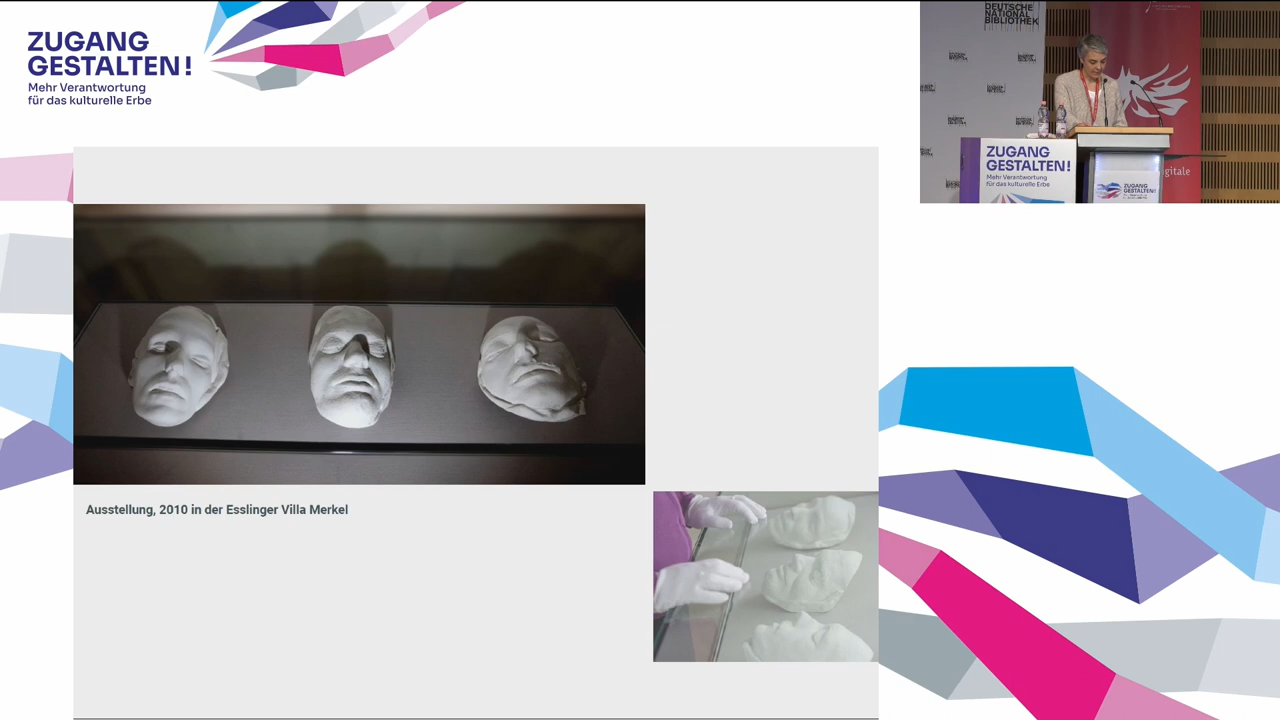 ZUGANG
GESTALTEN!
Mehr Verantwortung
für das kulturelle Erbe
DEUTSCHE
NATIONAL
BIBLIOTHEK
ZUGANG
GESTALTEN!
Mehr Verantwortung
für das kulturelle Erbe
ZUGANG
GESTALTEN!
gitale
Ausstellung, 2010 in der Esslinger Villa Merkel